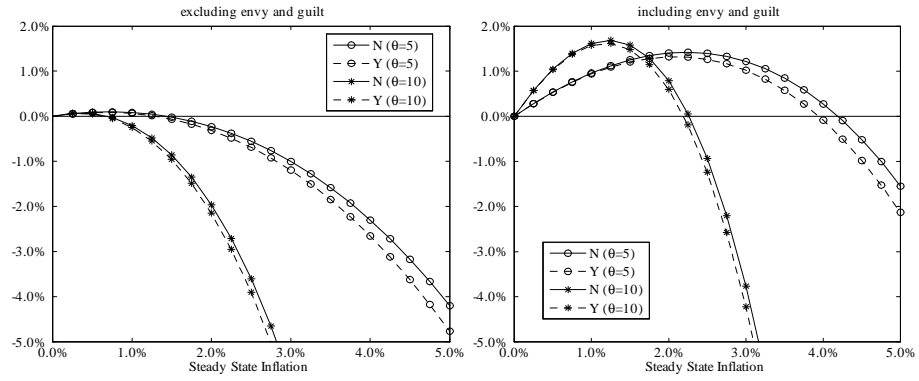 excluding envy and guilt
2.0%
1.0%
0.0%
-1.0%
-2.0%
-3.0%
-4.0%
-5.0%
N (θ=5)
Y (θ=5)
N (θ=10)
Y (θ=10)
0.0%
1.0%
2.0%
3.0%
4.0%
5.0%
Steady State Inflation
including envy and guilt
2.0%
1.0%
0.0%
-1.0%
-2.0%
-3.0%
-4.0%
-5.0%
N (θ=5)
Y (θ=5)
N (θ=10)
Y (θ=10)
0.0%
1.0%
2.0%
3.0%
4.0%
5.0%
Steady State Inflation